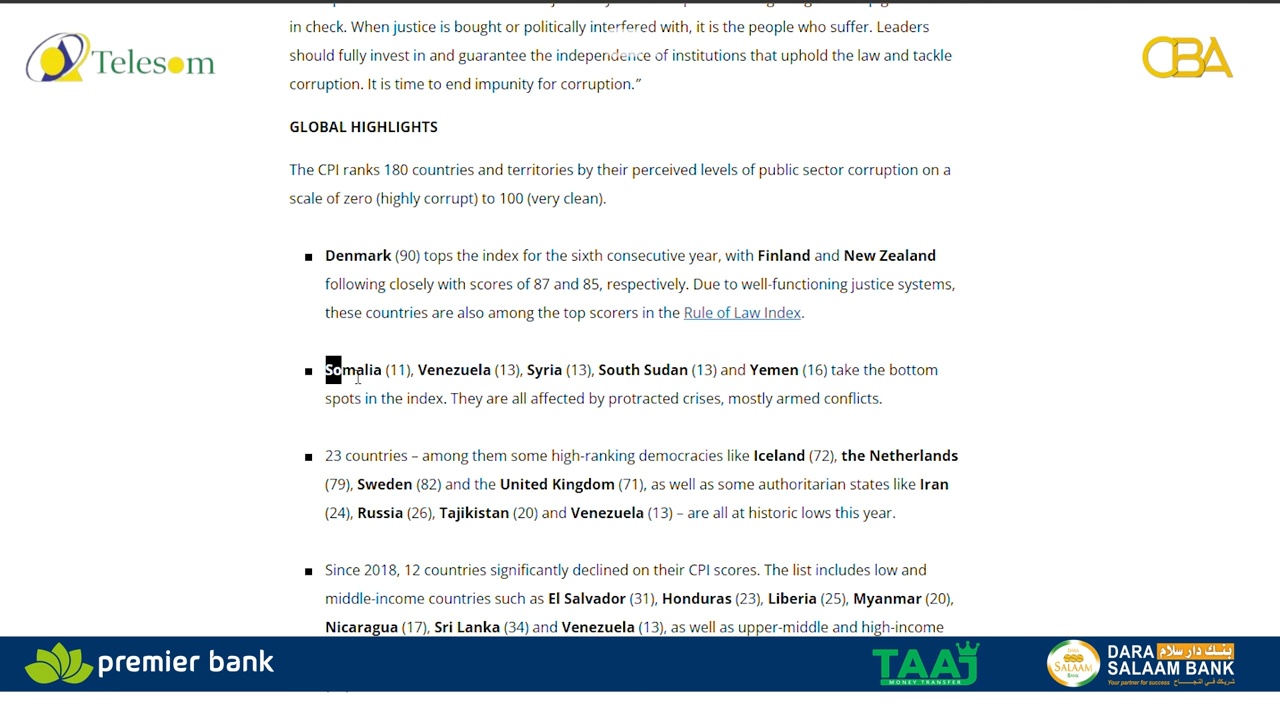 in check. When justice is bought or politically interfered with, it is the people who suffer. Leaders
should fully invest in and guarantee the independence of institutions that uphold the law and tackle
corruption. It is time to end impunity for corruption.”
Telesom
CBA
GLOBAL HIGHLIGHTS
The CPI ranks 180 countries and territories by their perceived levels of public sector corruption on a
scale of zero (highly corrupt) to 100 (very clean).
Denmark (90) tops the index for the sixth consecutive year, with Finland and New Zealand
following closely with scores of 87 and 85, respectively. Due to well-functioning justice systems,
these countries are also among the top scorers in the Rule of Law Index.
Somalia (11), Venezuela (13), Syria (13), South Sudan (13) and Yemen (16) take the bottom
spots in the index. They are all affected by protracted crises, mostly armed conflicts.
23 countries – among them some high-ranking democracies like Iceland (72), the Netherlands
(79), Sweden (82) and the United Kingdom (71), as well as some authoritarian states like Iran
(24), Russia (26), Tajikistan (20) and Venezuela (13) – are all at historic lows this year.
Since 2018, 12 countries significantly declined on their CPI scores. The list includes low and
middle-income countries such as El Salvador (31), Honduras (23), Liberia (25), Myanmar (20),
Nicaragua (17), Sri Lanka (34) and Venezuela (13), as well as upper-middle and high-income
premier bank
TAAJ
MONEY TRANSFER
DARA
SALAAM
BANK
DARA بنك دار سلام
SALAAM BANK
Your partner for success شريكك في النجاح